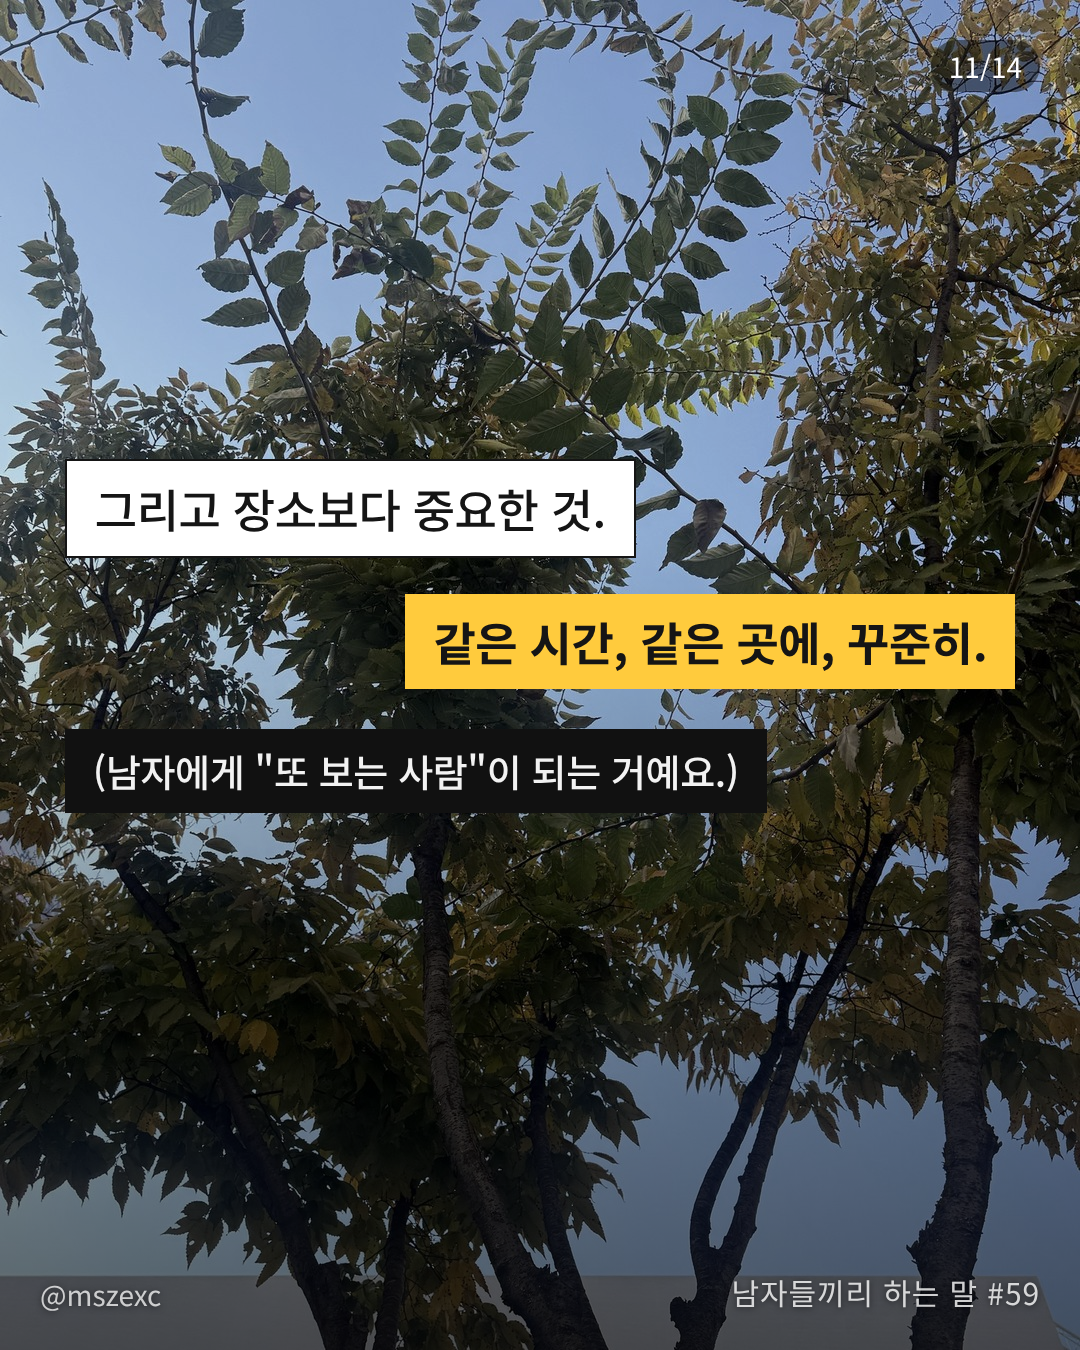 11/14
그리고 장소보다 중요한 것.
같은 시간, 같은 곳에, 꾸준히.
(남자에게 "또 보는 사람"이 되는 거예요.)
@mszexc
남자들끼리 하는 말 #59